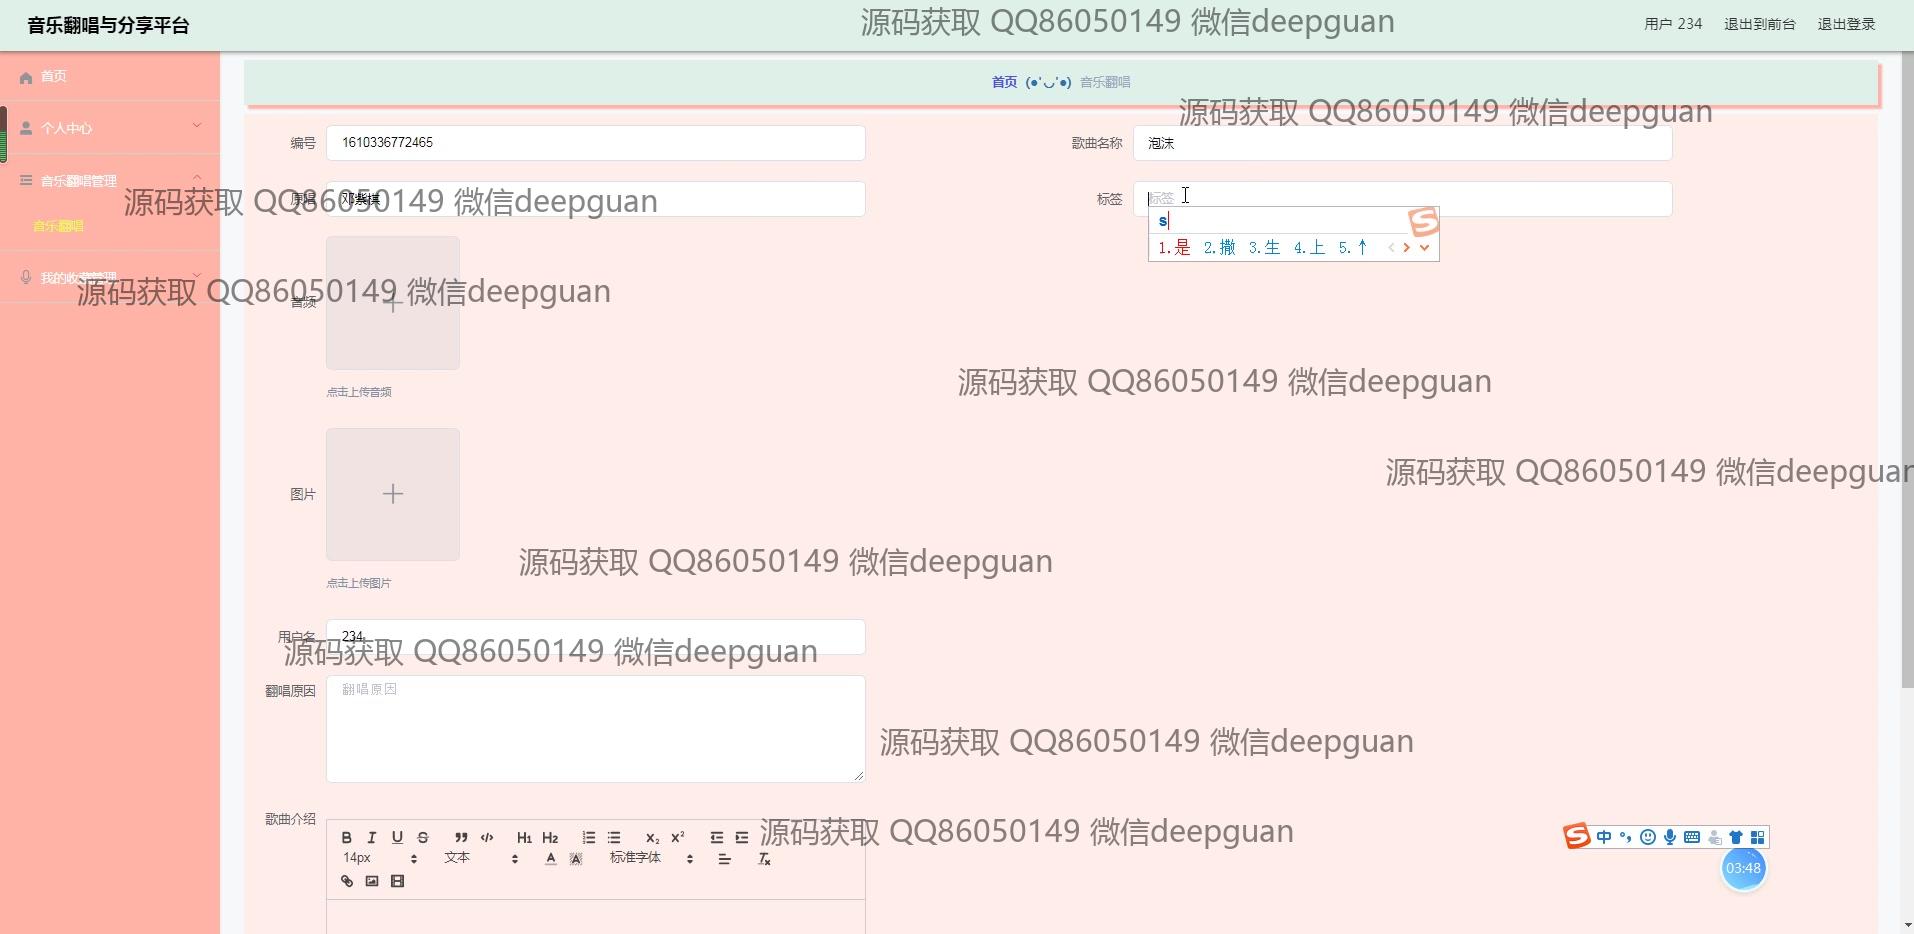 音乐翻唱与分享平台
源码获取 QQ86050149 微信deepguan
用户 234 退出到前台 退出登录
首页
首页 (●'◡'●) 音乐翻唱
源码获取 QQ86050149 微信deepguan
个人中心
编号 1610336772465
歌曲名称 泡沫
音乐翻唱管理
原唱 邓紫棋
标签 标签
源码获取 QQ86050149 微信deepguan
s
音乐翻唱
1.是 2.撒 3.生 4.上 5.↑
我的收藏管理
源码获取 QQ86050149 微信deepguan
音频
点击上传音频
源码获取 QQ86050149 微信deepguan
源码获取 QQ86050149 微信deepguan
图片
源码获取 QQ86050149 微信deepguan
点击上传图片
用户名 234
源码获取 QQ86050149 微信deepguan
翻唱原因 翻唱原因
源码获取 QQ86050149 微信deepguan
歌曲介绍
源码获取 QQ86050149 微信deepguan
B I U S H1 H2 X2 X2
14px 文本 A A 标准字体 Tx
S 中
03:48